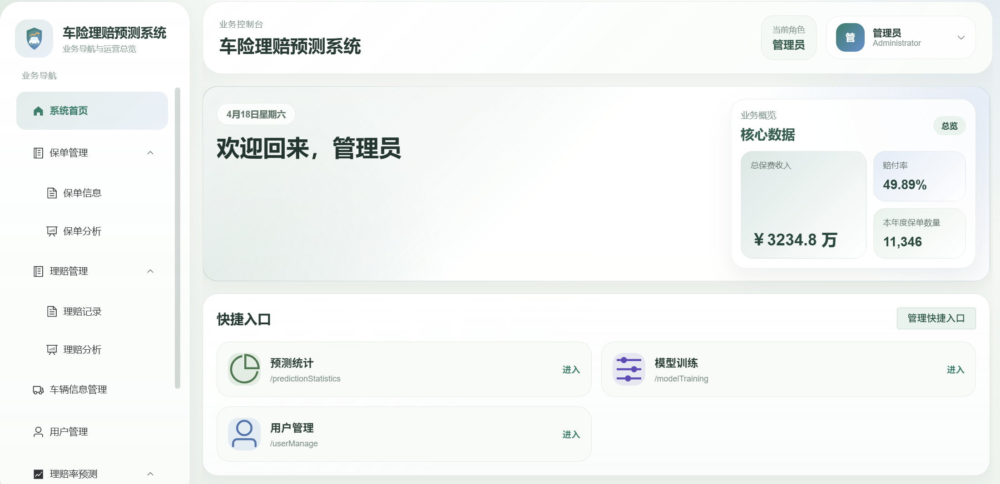 车险理赔预测系统
业务导航与运营总览
业务导航
系统首页
保单管理
保单信息
保单分析
理赔管理
理赔记录
理赔分析
车辆信息管理
用户管理
理赔率预测
业务控制台
车险理赔预测系统
当前角色
管理员
管
管理员
Administrator
4月18日星期六
欢迎回来，管理员
业务概览
核心数据
总览
总保费收入
¥ 3234.8 万
赔付率
49.89%
本年度保单数量
11,346
快捷入口
管理快捷入口
预测统计
/predictionStatistics
进入
模型训练
/modelTraining
进入
用户管理
/userManage
进入